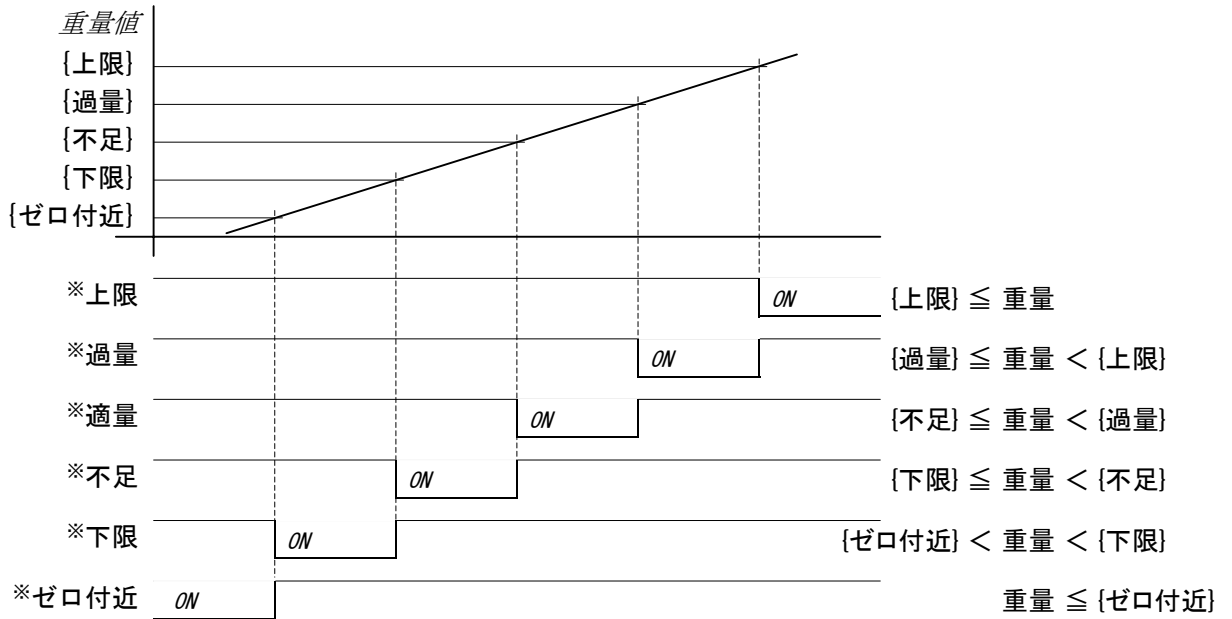 重量値
{上限}
{過量}
{不足}
{下限}
{ゼロ付近}
※上限 ON {上限} ≦ 重量
※過量 ON {過量} ≦ 重量 < {上限}
※適量 ON {不足} ≦ 重量 < {過量}
※不足 ON {下限} ≦ 重量 < {不足}
※下限 ON {ゼロ付近} < 重量 < {下限}
※ゼロ付近 ON 重量 ≦ {ゼロ付近}